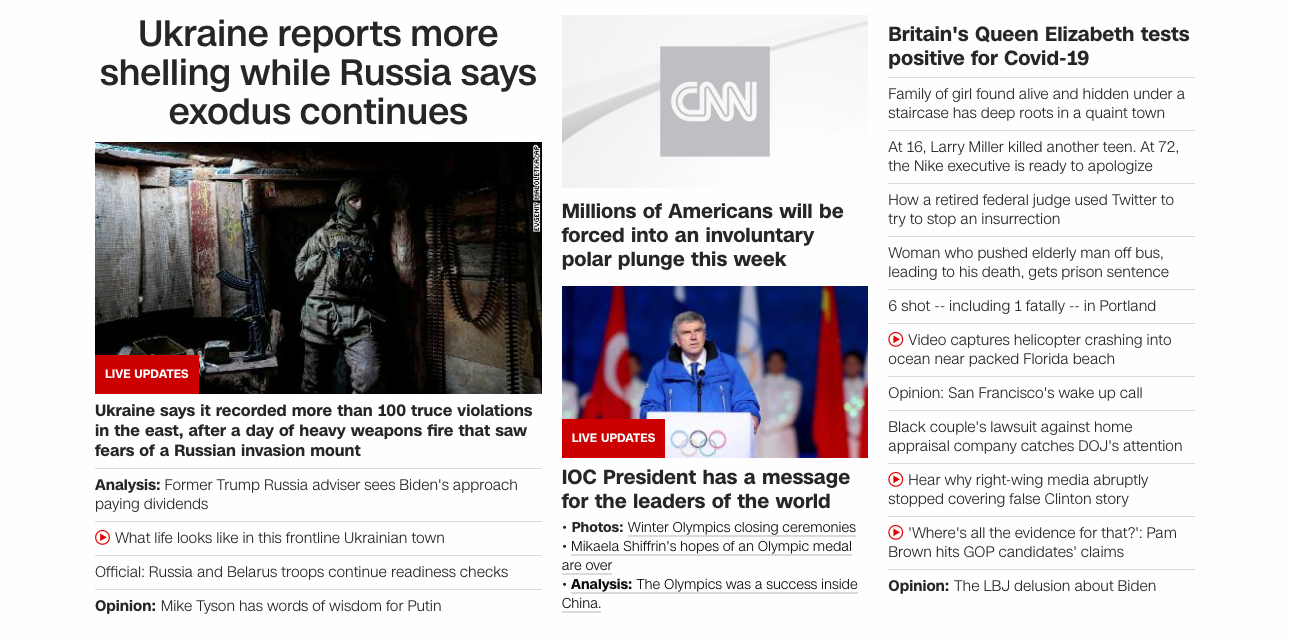 Ukraine reports more
shelling while Russia says
exodus continues
EVGENIY MALOLETKA/AP
LIVE UPDATES
Ukraine says it recorded more than 100 truce violations
in the east, after a day of heavy weapons fire that saw
fears of a Russian invasion mount
Analysis: Former Trump Russia adviser sees Biden's approach
paying dividends
What life looks like in this frontline Ukrainian town
Official: Russia and Belarus troops continue readiness checks
Opinion: Mike Tyson has words of wisdom for Putin
CNN
Millions of Americans will be
forced into an involuntary
polar plunge this week
LIVE UPDATES
IOC President has a message
for the leaders of the world
• Photos: Winter Olympics closing ceremonies
• Mikaela Shiffrin's hopes of an Olympic medal
are over
• Analysis: The Olympics was a success inside
China.
Britain's Queen Elizabeth tests
positive for Covid-19
Family of girl found alive and hidden under a
staircase has deep roots in a quaint town
At 16, Larry Miller killed another teen. At 72,
the Nike executive is ready to apologize
How a retired federal judge used Twitter to
try to stop an insurrection
Woman who pushed elderly man off bus,
leading to his death, gets prison sentence
6 shot -- including 1 fatally -- in Portland
Video captures helicopter crashing into
ocean near packed Florida beach
Opinion: San Francisco's wake up call
Black couple's lawsuit against home
appraisal company catches DOJ's attention
Hear why right-wing media abruptly
stopped covering false Clinton story
'Where's all the evidence for that?': Pam
Brown hits GOP candidates' claims
Opinion: The LBJ delusion about Biden